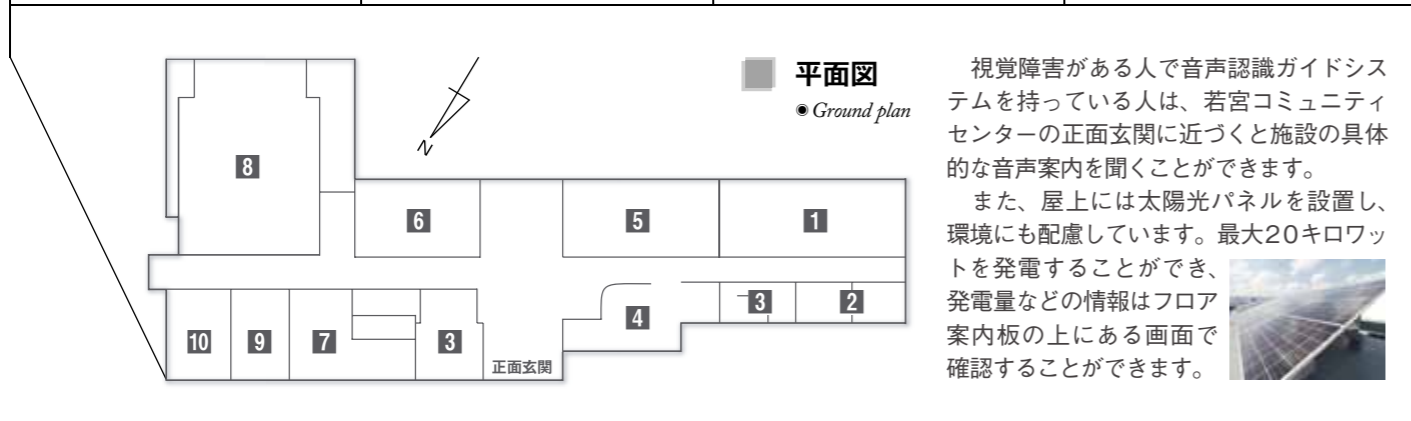 平面図
◉ Ground plan
N
8
6
5
1
3
2
4
10
9
7
3
正面玄関
　視覚障害がある人で音声認識ガイドシス
テムを持っている人は、若宮コミュニティ
センターの正面玄関に近づくと施設の具体
的な音声案内を聞くことができます。
　また、屋上には太陽光パネルを設置し、
環境にも配慮しています。最大20キロワッ
トを発電することができ、
発電量などの情報はフロア
案内板の上にある画面で
確認することができます。